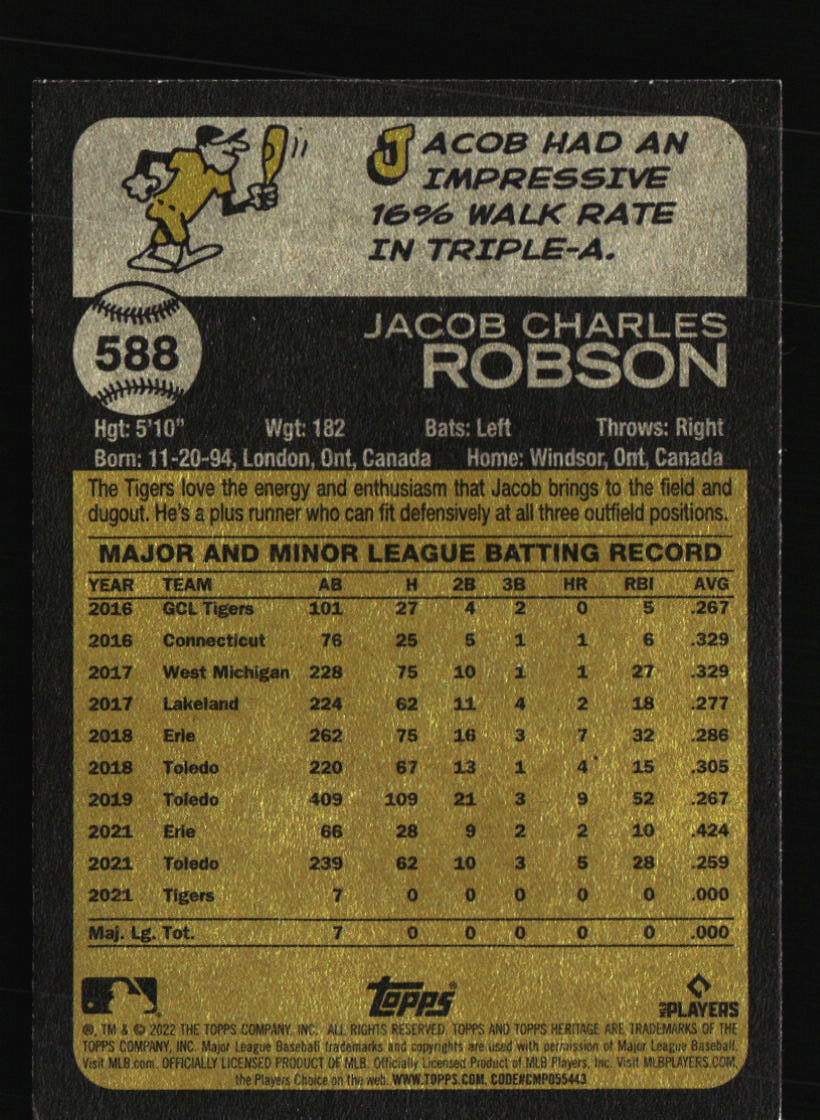 JACOB HAD AN
IMPRESSIVE
16% WALK RATE
IN TRIPLE-A.
588
JACOB CHARLES
ROBSON
Hgt: 5'10" Wgt: 182 Bats: Left Throws: Right
Born: 11-20-94, London, Ont, Canada Home: Windsor, Ont, Canada
The Tigers love the energy and enthusiasm that Jacob brings to the field and
dugout. He's a plus runner who can fit defensively at all three outfield positions.
MAJOR AND MINOR LEAGUE BATTING RECORD
YEAR TEAM AB H 2B 3B HR RBI AVG
2016 GCL Tigers 101 27 4 2 0 5 .267
2016 Connecticut 76 25 5 1 1 6 .329
2017 West Michigan 228 75 10 1 1 27 .329
2017 Lakeland 224 62 11 4 2 18 .277
2018 Erie 262 75 16 3 7 32 .286
2018 Toledo 220 67 13 1 4 15 .305
2019 Toledo 409 109 21 3 9 52 .267
2021 Erie 66 28 9 2 2 10 .424
2021 Toledo 239 62 10 3 5 28 .259
2021 Tigers 7 0 0 0 0 0 .000
Maj. Lg. Tot. 7 0 0 0 0 0 .000
topps® MLB PLAYERS
®, TM & © 2022 THE TOPPS COMPANY, INC. ALL RIGHTS RESERVED. TOPPS AND TOPPS HERITAGE ARE TRADEMARKS OF THE
TOPPS COMPANY, INC. Major League Baseball trademarks and copyrights are used with permission of Major League Baseball.
Visit MLB.com. OFFICIALLY LICENSED PRODUCT OF MLB. Officially Licensed Product of MLB Players, Inc. Visit MLBPLAYERS.COM,
the Players Choice on the web. WWW.TOPPS.COM. CODE#CMP055443